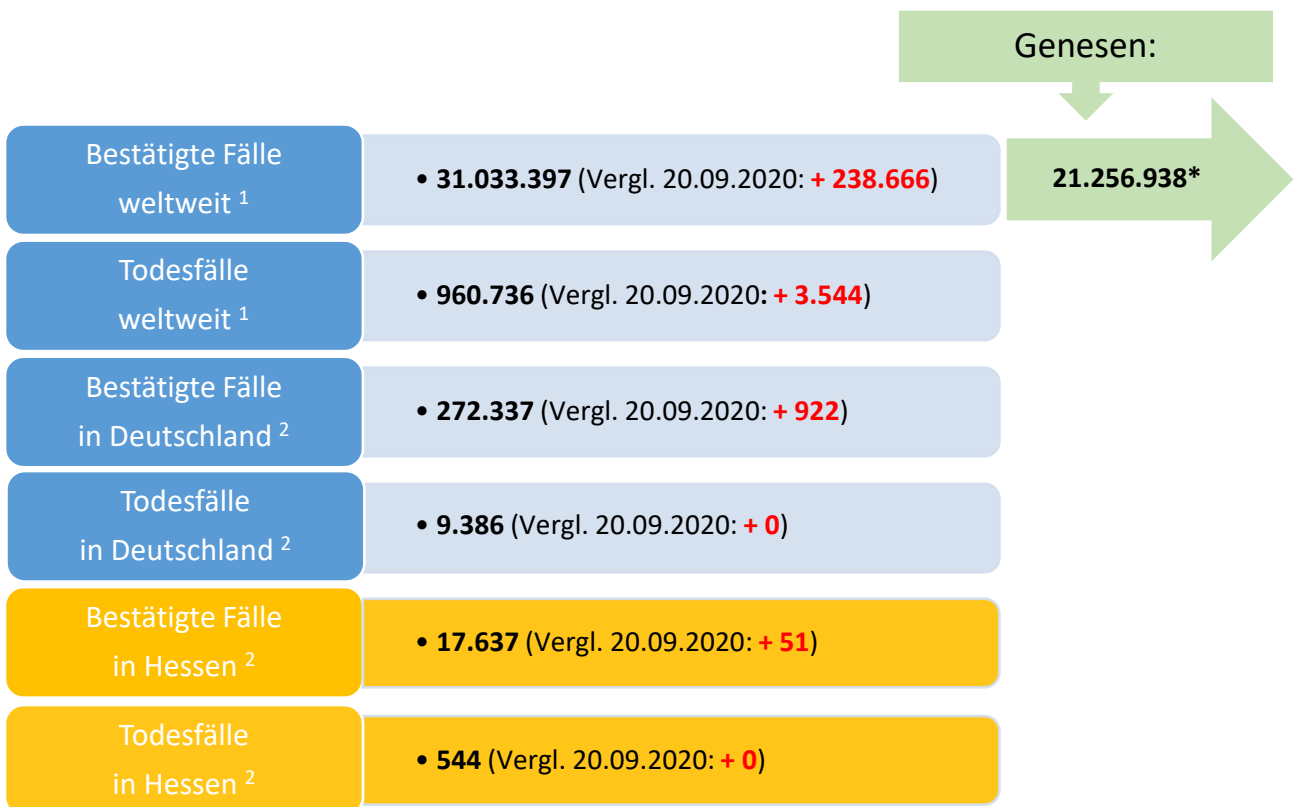 Genesen:
Bestätigte Fälle
weltweit ¹
• 31.033.397 (Vergl. 20.09.2020: + 238.666)
21.256.938*
Todesfälle
weltweit ¹
• 960.736 (Vergl. 20.09.2020: + 3.544)
Bestätigte Fälle
in Deutschland ²
• 272.337 (Vergl. 20.09.2020: + 922)
Todesfälle
in Deutschland ²
• 9.386 (Vergl. 20.09.2020: + 0)
Bestätigte Fälle
in Hessen ²
• 17.637 (Vergl. 20.09.2020: + 51)
Todesfälle
in Hessen ²
• 544 (Vergl. 20.09.2020: + 0)